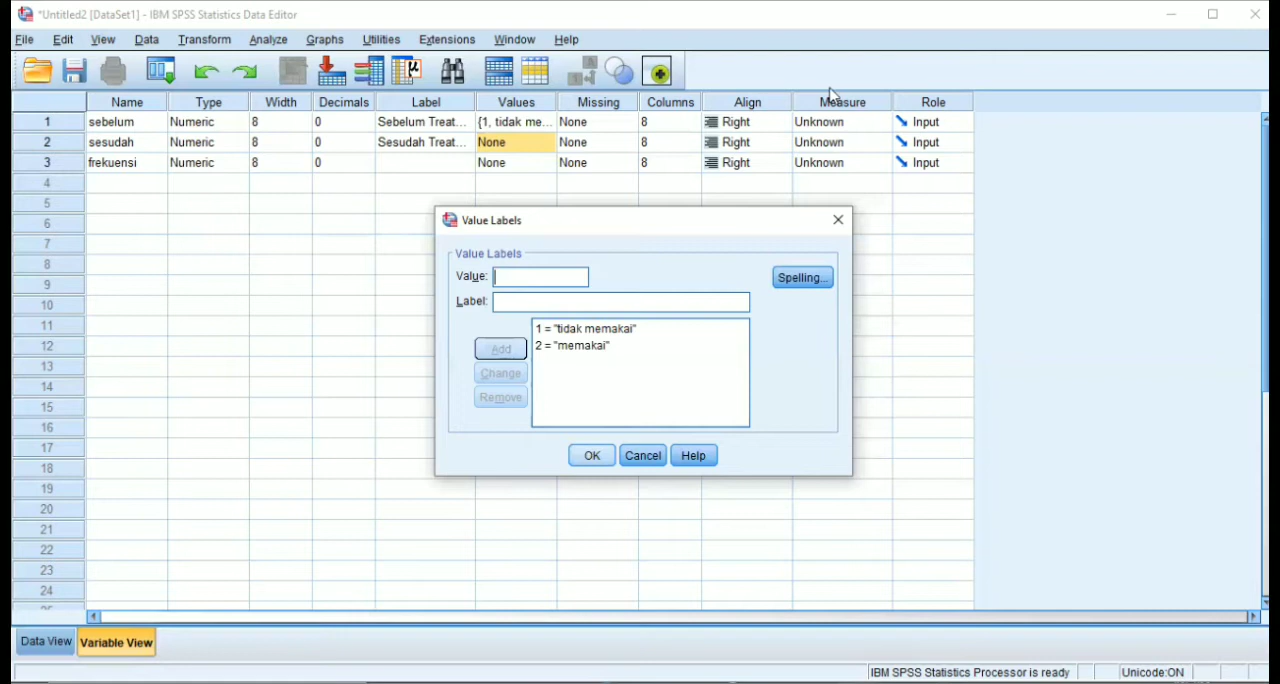 *Untitled2 [DataSet1] - IBM SPSS Statistics Data Editor
File Edit View Data Transform Analyze Graphs Utilities Extensions Window Help
Name Type Width Decimals Label Values Missing Columns Align Measure Role
1 sebelum Numeric 8 0 Sebelum Treat... {1, tidak me... None 8 Right Unknown Input
2 sesudah Numeric 8 0 Sesudah Treat... None None 8 Right Unknown Input
3 frekuensi Numeric 8 0 None None 8 Right Unknown Input
4
5
6
7
8
9
10
11
12
13
14
15
16
17
18
19
20
21
22
23
24
Value Labels
Value Labels
Value:
Spelling...
Label:
1 = "tidak memakai"
2 = "memakai"
Add
Change
Remove
OK Cancel Help
Data View Variable View
IBM SPSS Statistics Processor is ready Unicode:ON